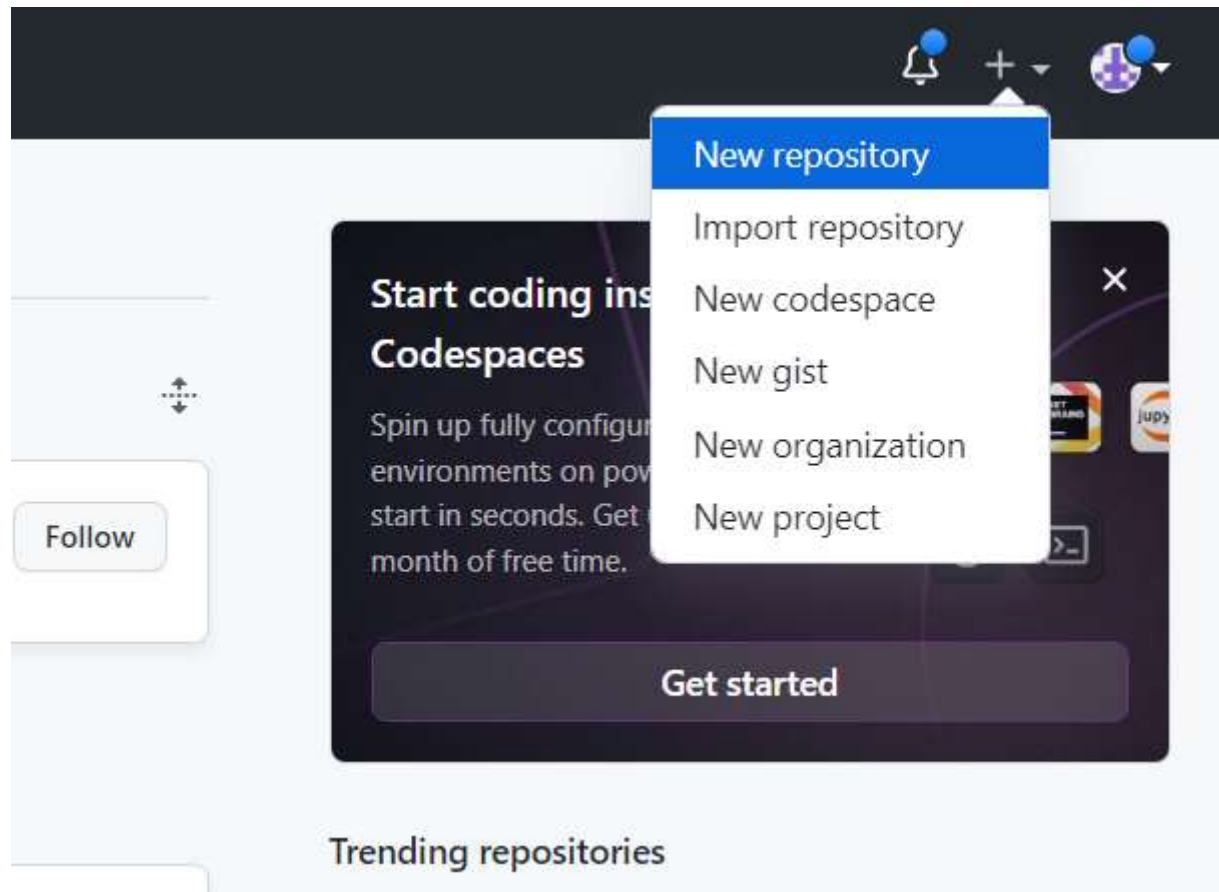 New repository
Import repository
New codespace
New gist
New organization
New project
Start coding ins
Codespaces
Spin up fully configur
environments on pow
start in seconds. Get
month of free time.
Get started
Follow
Trending repositories